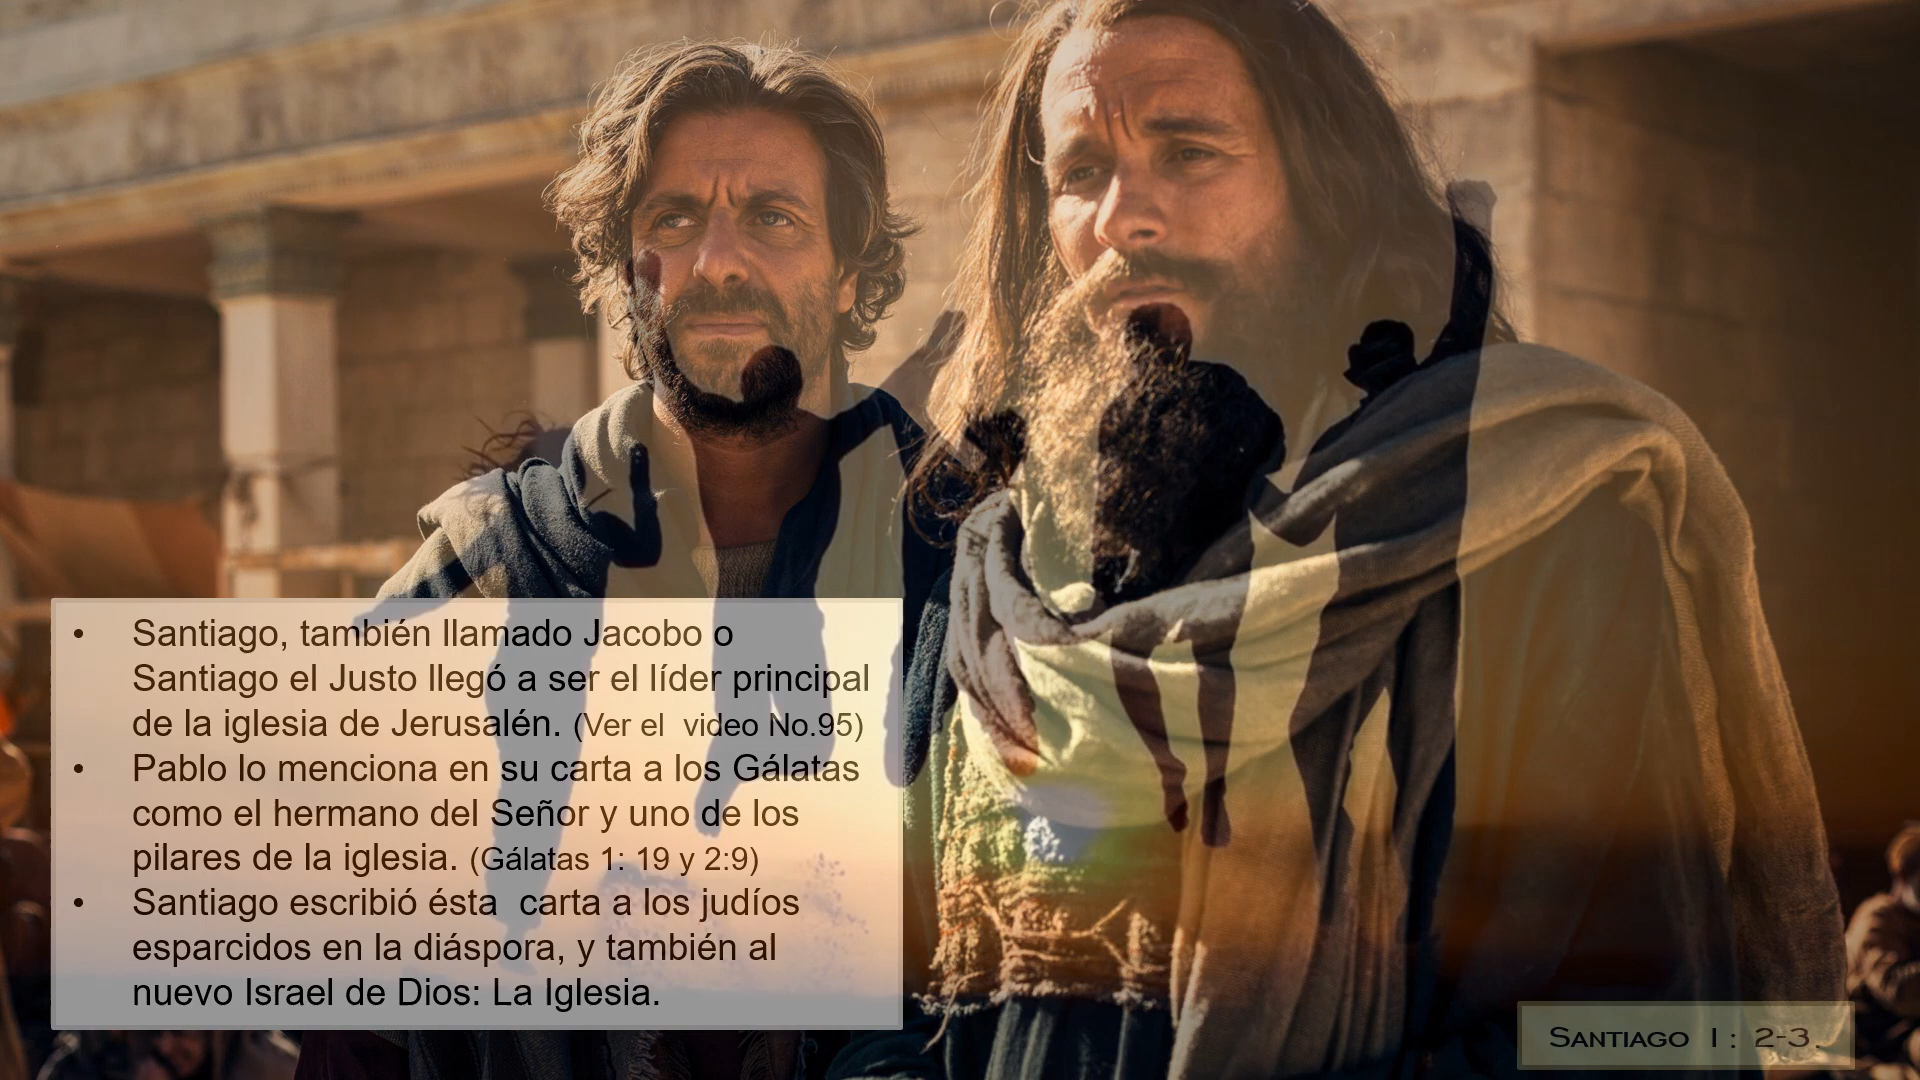 • Santiago, también llamado Jacobo o
Santiago el Justo llegó a ser el líder principal
de la iglesia de Jerusalén. (Ver el  video No.95)
• Pablo lo menciona en su carta a los Gálatas
como el hermano del Señor y uno de los
pilares de la iglesia. (Gálatas 1: 19 y 2:9)
• Santiago escribió ésta  carta a los judíos
esparcidos en la diáspora, y también al
nuevo Israel de Dios: La Iglesia.
Santiago 1: 2-3